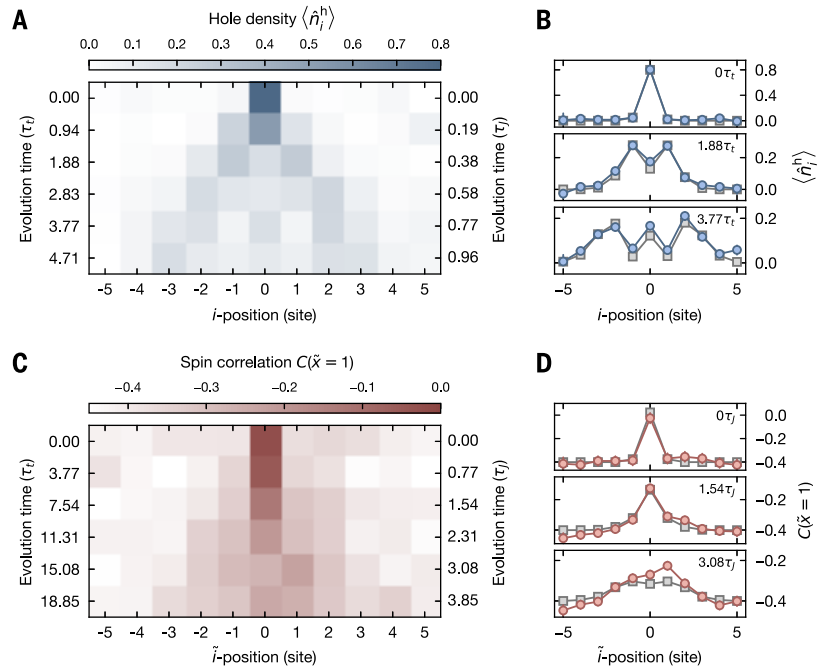 A
Hole density ⟨n̂ᵢʰ⟩
0.0 0.1 0.2 0.3 0.4 0.5 0.6 0.7 0.8
Evolution time (τₜ)
0.00
0.94
1.88
2.83
3.77
4.71
0.00
0.19
0.38
0.58
0.77
0.96
Evolution time (τ_J)
-5 -4 -3 -2 -1 0 1 2 3 4 5
i-position (site)
B
0τₜ
0.8
0.4
0.0
1.88τₜ
0.2
0.0
3.77τₜ
0.2
0.0
⟨n̂ᵢʰ⟩
-5 0 5
i-position (site)
C
Spin correlation C(x̃ = 1)
−0.4 −0.3 −0.2 −0.1 0.0
Evolution time (τₜ)
0.00
3.77
7.54
11.31
15.08
18.85
0.00
0.77
1.54
2.31
3.08
3.85
Evolution time (τ_J)
-5 -4 -3 -2 -1 0 1 2 3 4 5
ĩ-position (site)
D
0τ_J
0.0
−0.2
−0.4
1.54τ_J
−0.2
−0.4
3.08τ_J
−0.2
−0.4
C(x̃ = 1)
-5 0 5
ĩ-position (site)